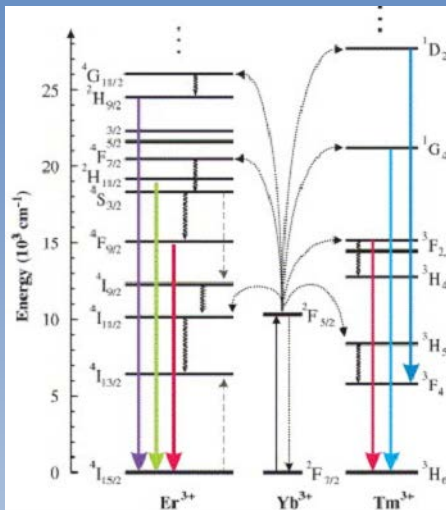 ⁴G₁₁/₂
²H₉/₂
3/2
5/2
⁴F₇/₂
²H₁₁/₂
⁴S₃/₂
⁴F₉/₂
⁴I₉/₂
⁴I₁₁/₂
⁴I₁₃/₂
⁴I₁₅/₂
25
20
15
10
5
0
Energy (10³ cm⁻¹)
²F₅/₂
²F₇/₂
¹D₂
¹G₄
³F₂,
³H₄
³H₅
³F₄
³H₆
Er³⁺ Yb³⁺ Tm³⁺